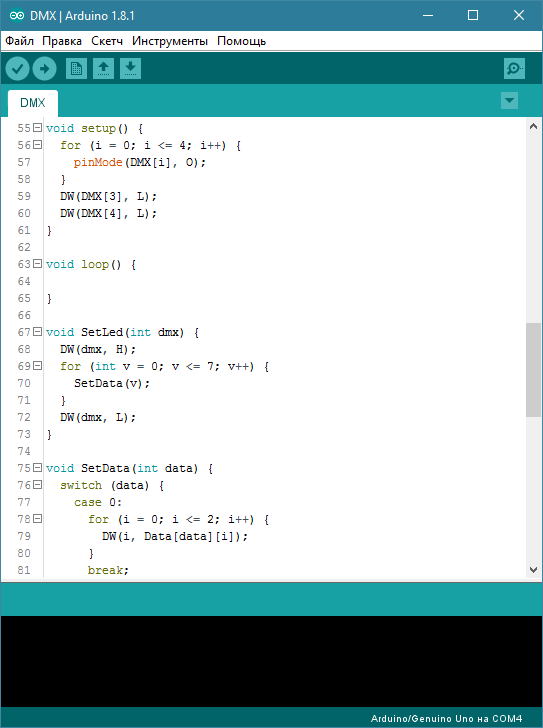 DMX | Arduino 1.8.1
Файл Правка Скетч Инструменты Помощь
DMX
55 void setup() {
56   for (i = 0; i <= 4; i++) {
57     pinMode(DMX[i], O);
58   }
59   DW(DMX[3], L);
60   DW(DMX[4], L);
61 }
62
63 void loop() {
64
65 }
66
67 void SetLed(int dmx) {
68   DW(dmx, H);
69   for (int v = 0; v <= 7; v++) {
70     SetData(v);
71   }
72   DW(dmx, L);
73 }
74
75 void SetData(int data) {
76   switch (data) {
77     case 0:
78       for (i = 0; i <= 2; i++) {
79         DW(i, Data[data][i]);
80       }
81       break;
Arduino/Genuino Uno на COM4